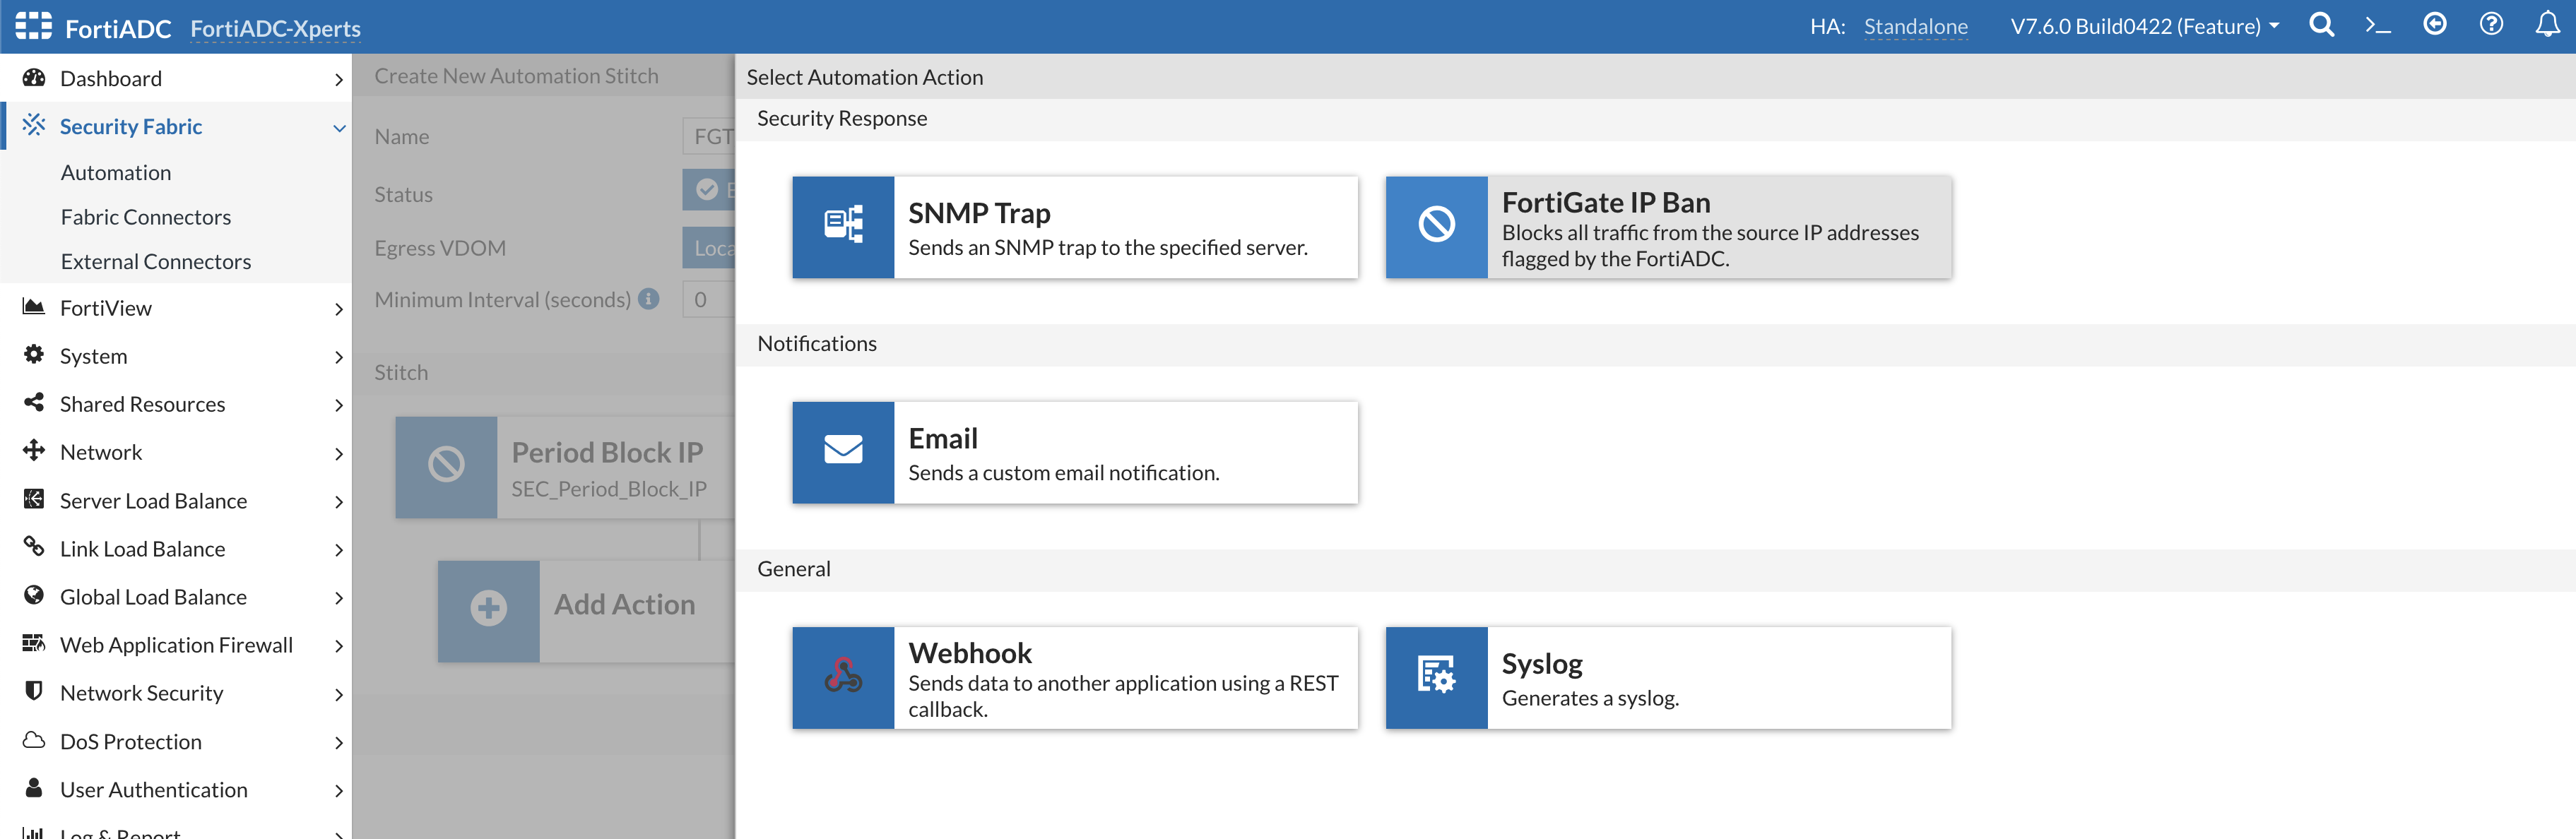 FortiADC FortiADC-Xperts HA: Standalone V7.6.0 Build0422 (Feature)
Dashboard
Security Fabric
Automation
Fabric Connectors
External Connectors
FortiView
System
Shared Resources
Network
Server Load Balance
Link Load Balance
Global Load Balance
Web Application Firewall
Network Security
DoS Protection
User Authentication
Log & Report
Create New Automation Stitch
Name FGT
Status E
Egress VDOM Loca
Minimum Interval (seconds) 0
Stitch
Period Block IP
SEC_Period_Block_IP
Add Action
Select Automation Action
Security Response
SNMP Trap
Sends an SNMP trap to the specified server.
FortiGate IP Ban
Blocks all traffic from the source IP addresses
flagged by the FortiADC.
Notifications
Email
Sends a custom email notification.
General
Webhook
Sends data to another application using a REST
callback.
Syslog
Generates a syslog.